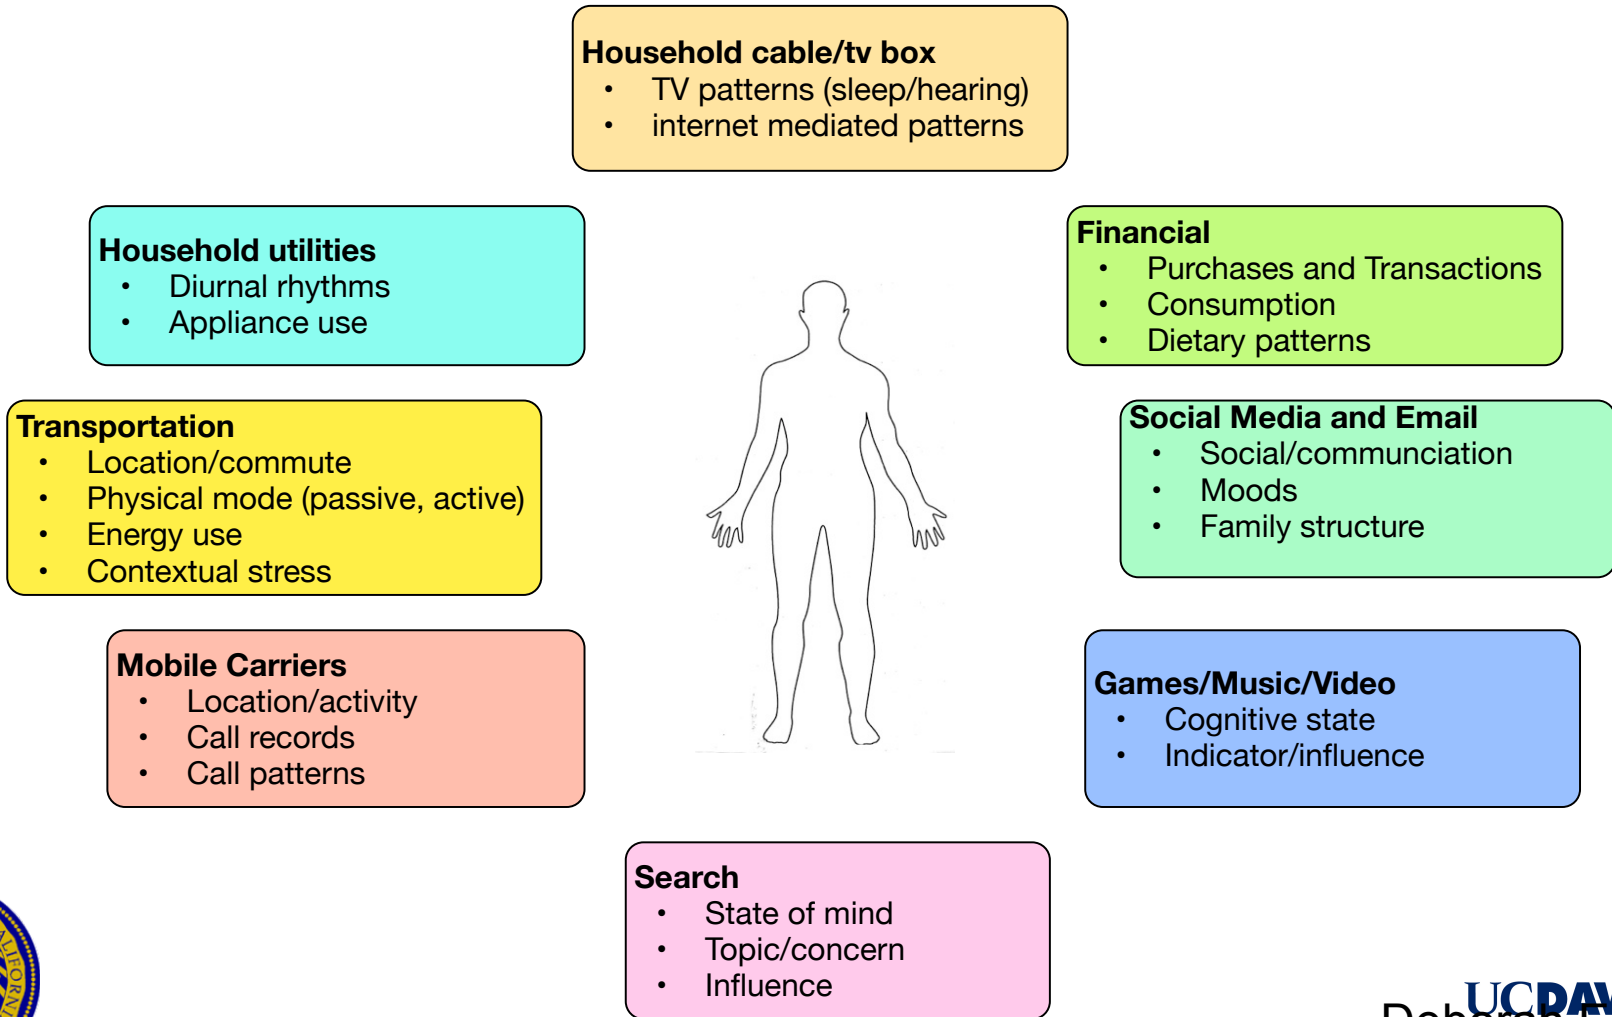 Household cable/tv box
• TV patterns (sleep/hearing)
• internet mediated patterns
Household utilities
• Diurnal rhythms
• Appliance use
Financial
• Purchases and Transactions
• Consumption
• Dietary patterns
Transportation
• Location/commute
• Physical mode (passive, active)
• Energy use
• Contextual stress
Social Media and Email
• Social/communciation
• Moods
• Family structure
Mobile Carriers
• Location/activity
• Call records
• Call patterns
Games/Music/Video
• Cognitive state
• Indicator/influence
Search
• State of mind
• Topic/concern
• Influence